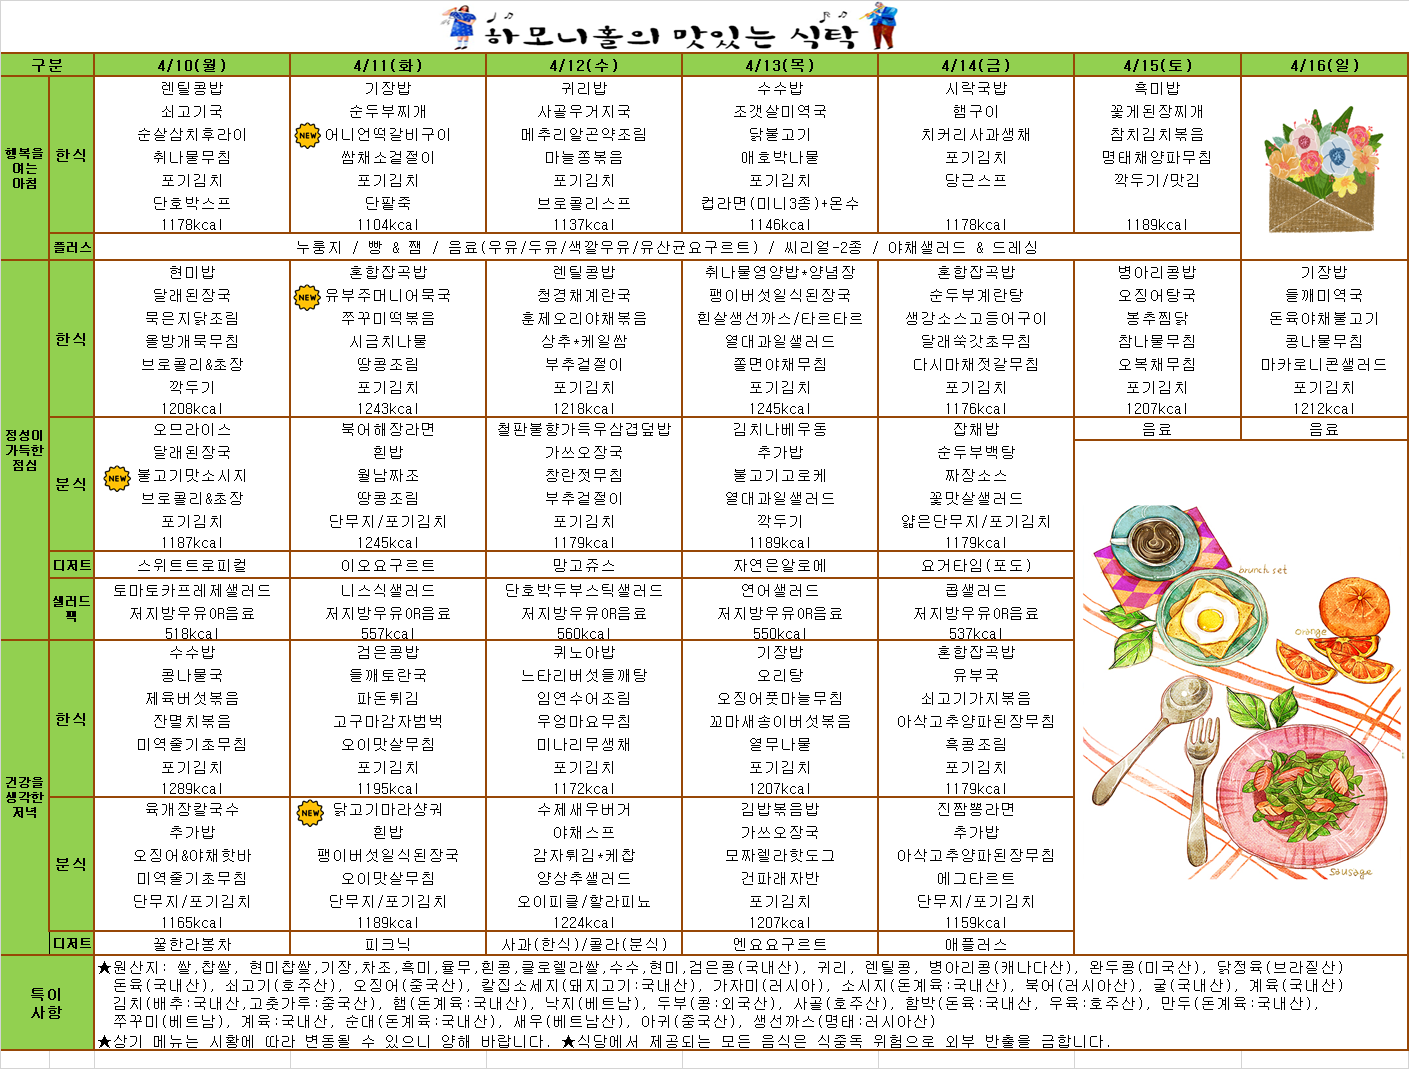 하모니홀의 맛있는 식탁
구분 4/10(월) 4/11(화) 4/12(수) 4/13(목) 4/14(금) 4/15(토) 4/16(일)
행복을 여는 아침
한식
렌틸콩밥 기장밥 귀리밥 수수밥 시락국밥 흑미밥
쇠고기국 순두부찌개 사골우거지국 조갯살미역국 햄구이 꽃게된장찌개
순살삼치후라이 NEW 어니언떡갈비구이 메추리알곤약조림 닭불고기 치커리사과생채 참치김치볶음
취나물무침 쌈채소겉절이 마늘쫑볶음 애호박나물 포기김치 명태채양파무침
포기김치 포기김치 포기김치 포기김치 당근스프 깍두기/맛김
단호박스프 단팥죽 브로콜리스프 컵라면(미니3종)+온수
1178kcal 1104kcal 1137kcal 1146kcal 1178kcal 1189kcal
플러스 누룽지 / 빵 & 잼 / 음료(우유/두유/색깔우유/유산균요구르트) / 씨리얼-2종 / 야채샐러드 & 드레싱
정성이 가득한 점심
한식
현미밥 혼합잡곡밥 렌틸콩밥 취나물영양밥*양념장 혼합잡곡밥 병아리콩밥 기장밥
달래된장국 NEW 유부주머니어묵국 청경채계란국 팽이버섯일식된장국 순두부계란탕 오징어탕국 들깨미역국
묵은지닭조림 쭈꾸미떡볶음 훈제오리야채볶음 흰살생선까스/타르타르 생강소스고등어구이 봉추찜닭 돈육야채불고기
올방개묵무침 시금치나물 상추*케일쌈 열대과일샐러드 달래쑥갓초무침 참나물무침 콩나물무침
브로콜리&초장 땅콩조림 부추겉절이 쫄면야채무침 다시마채젓갈무침 오복채무침 마카로니콘샐러드
깍두기 포기김치 포기김치 포기김치 포기김치 포기김치 포기김치
1208kcal 1243kcal 1218kcal 1245kcal 1176kcal 1207kcal 1212kcal
분식
오므라이스 북어해장라면 철판불향가득우삼겹덮밥 김치나베우동 잡채밥 음료 음료
달래된장국 흰밥 가쓰오장국 추가밥 순두부백탕
NEW 불고기맛소시지 월남짜조 창란젓무침 불고기고로케 짜장소스
브로콜리&초장 땅콩조림 부추겉절이 열대과일샐러드 꽃맛살샐러드
포기김치 단무지/포기김치 포기김치 깍두기 얇은단무지/포기김치
1187kcal 1245kcal 1179kcal 1189kcal 1179kcal
디저트 스위트트로피컬 이오요구르트 망고쥬스 자연은알로에 요거타임(포도)
샐러드팩
토마토카프레제샐러드 니스식샐러드 단호박두부스틱샐러드 연어샐러드 콥샐러드
저지방우유OR음료 저지방우유OR음료 저지방우유OR음료 저지방우유OR음료 저지방우유OR음료
518kcal 557kcal 560kcal 550kcal 537kcal
brunch set
orange
sausage
건강을 생각한 저녁
한식
수수밥 검은콩밥 퀴노아밥 기장밥 혼합잡곡밥
콩나물국 들깨토란국 느타리버섯들깨탕 오리탕 유부국
제육버섯볶음 파돈튀김 임연수어조림 오징어풋마늘무침 쇠고기가지볶음
잔멸치볶음 고구마감자범벅 우엉마요무침 꼬마새송이버섯볶음 아삭고추양파된장무침
미역줄기초무침 오이맛살무침 미나리무생채 열무나물 흑콩조림
포기김치 포기김치 포기김치 포기김치 포기김치
1289kcal 1195kcal 1172kcal 1207kcal 1179kcal
분식
육개장칼국수 NEW 닭고기마라샹궈 수제새우버거 김밥볶음밥 진짬뽕라면
추가밥 흰밥 야채스프 가쓰오장국 추가밥
오징어&야채핫바 팽이버섯일식된장국 감자튀김*케찹 모짜렐라핫도그 아삭고추양파된장무침
미역줄기초무침 오이맛살무침 양상추샐러드 건파래자반 에그타르트
단무지/포기김치 단무지/포기김치 오이피클/할라피뇨 포기김치 단무지/포기김치
1165kcal 1189kcal 1224kcal 1207kcal 1159kcal
디저트 꿀한라봉차 피크닉 사과(한식)/콜라(분식) 엔요요구르트 애플러스
특이사항
★원산지: 쌀,찹쌀, 현미찹쌀,기장,차조,흑미,율무,흰콩,클로렐라쌀,수수,현미,검은콩(국내산), 귀리, 렌틸콩, 병아리콩(캐나다산), 완두콩(미국산), 닭정육(브라질산)
돈육(국내산), 쇠고기(호주산), 오징어(중국산), 칼집소세지(돼지고기:국내산), 가자미(러시아), 소시지(돈계육:국내산), 북어(러시아산), 굴(국내산), 계육(국내산)
김치(배추:국내산,고춧가루:중국산), 햄(돈계육:국내산), 낙지(베트남), 두부(콩:외국산), 사골(호주산), 함박(돈육:국내산, 우육:호주산), 만두(돈계육:국내산),
쭈꾸미(베트남), 계육:국내산, 순대(돈계육:국내산), 새우(베트남산), 아귀(중국산), 생선까스(명태:러시아산)
★상기 메뉴는 시황에 따라 변동될 수 있으니 양해 바랍니다. ★식당에서 제공되는 모든 음식은 식중독 위험으로 외부 반출을 금합니다.